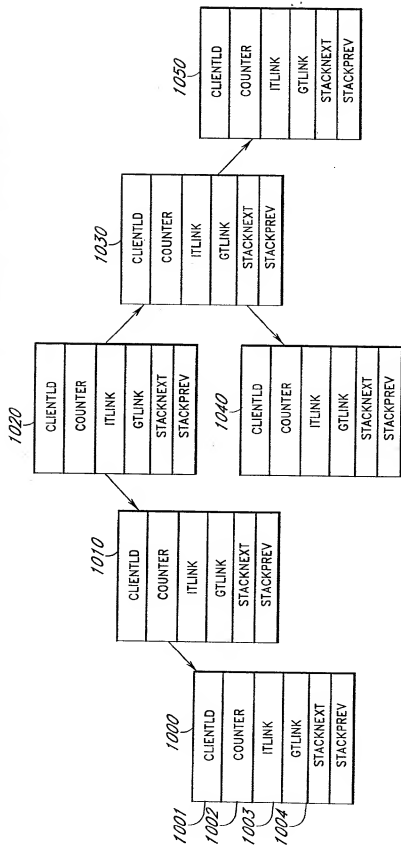 1000
1001
1002
1003
1004
CLIENTLD
COUNTER
ITLINK
GTLINK
STACKNEXT
STACKPREV
1010
CLIENTLD
COUNTER
ITLINK
GTLINK
STACKNEXT
STACKPREV
1020
CLIENTLD
COUNTER
ITLINK
GTLINK
STACKNEXT
STACKPREV
1030
CLIENTLD
COUNTER
ITLINK
GTLINK
STACKNEXT
STACKPREV
1040
CLIENTLD
COUNTER
ITLINK
GTLINK
STACKNEXT
STACKPREV
1050
CLIENTLD
COUNTER
ITLINK
GTLINK
STACKNEXT
STACKPREV